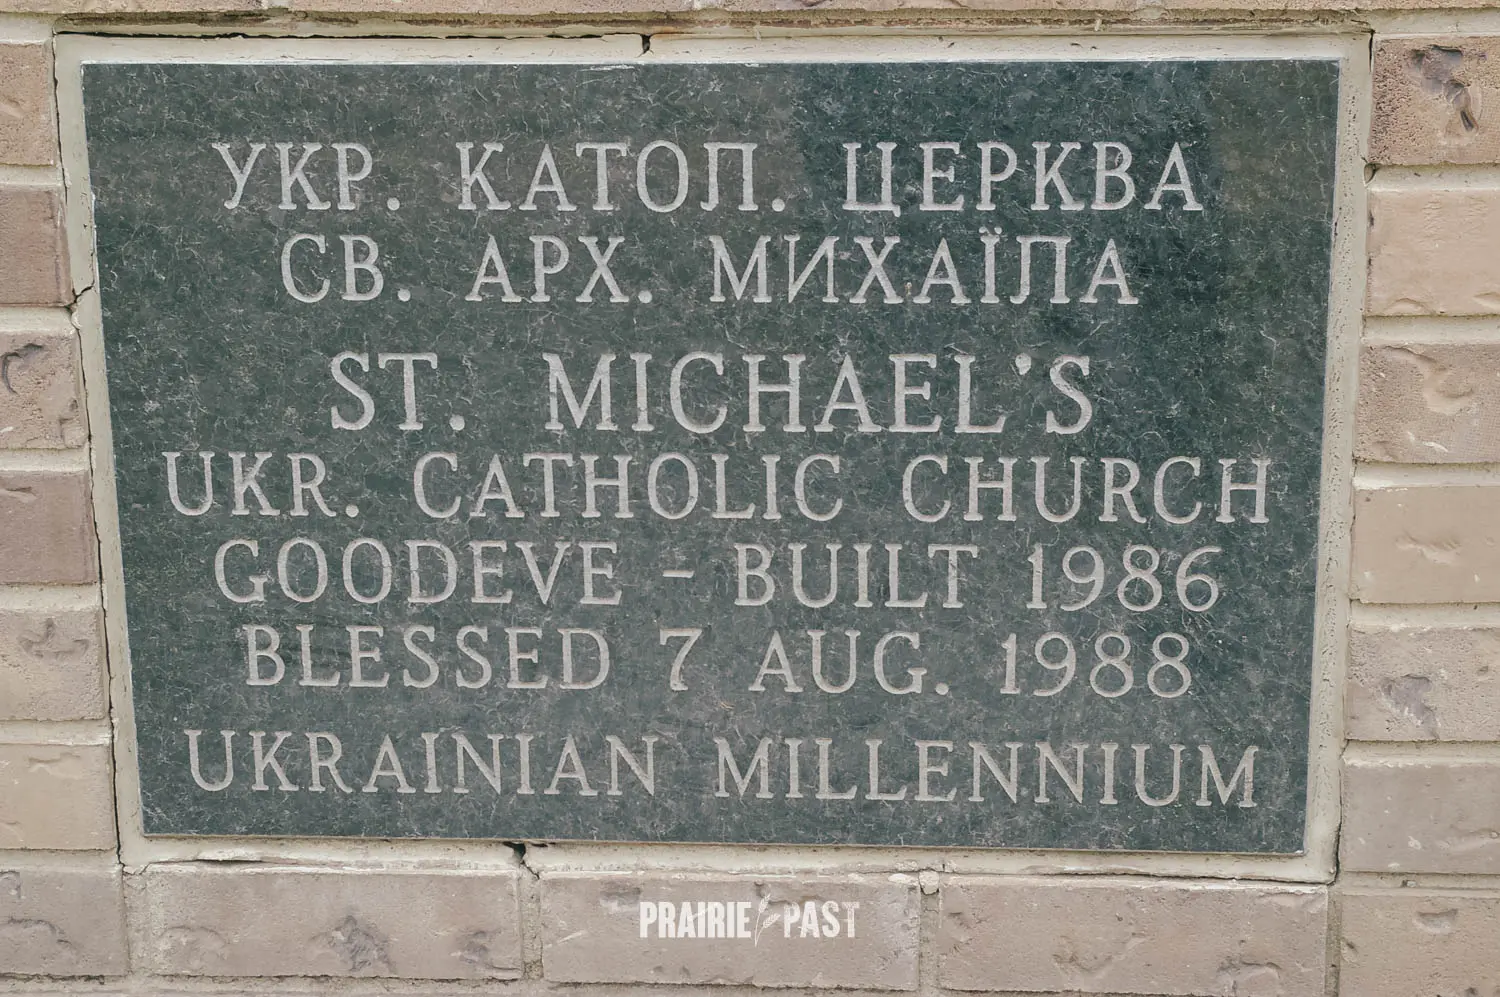 УКР. КАТОЛ. ЦЕРКВА
СВ. АРХ. МИХАЇЛА
ST. MICHAEL'S
UKR. CATHOLIC CHURCH
GOODEVE - BUILT 1986
BLESSED 7 AUG. 1988
UKRAINIAN MILLENNIUM
PRAIRIE PAST